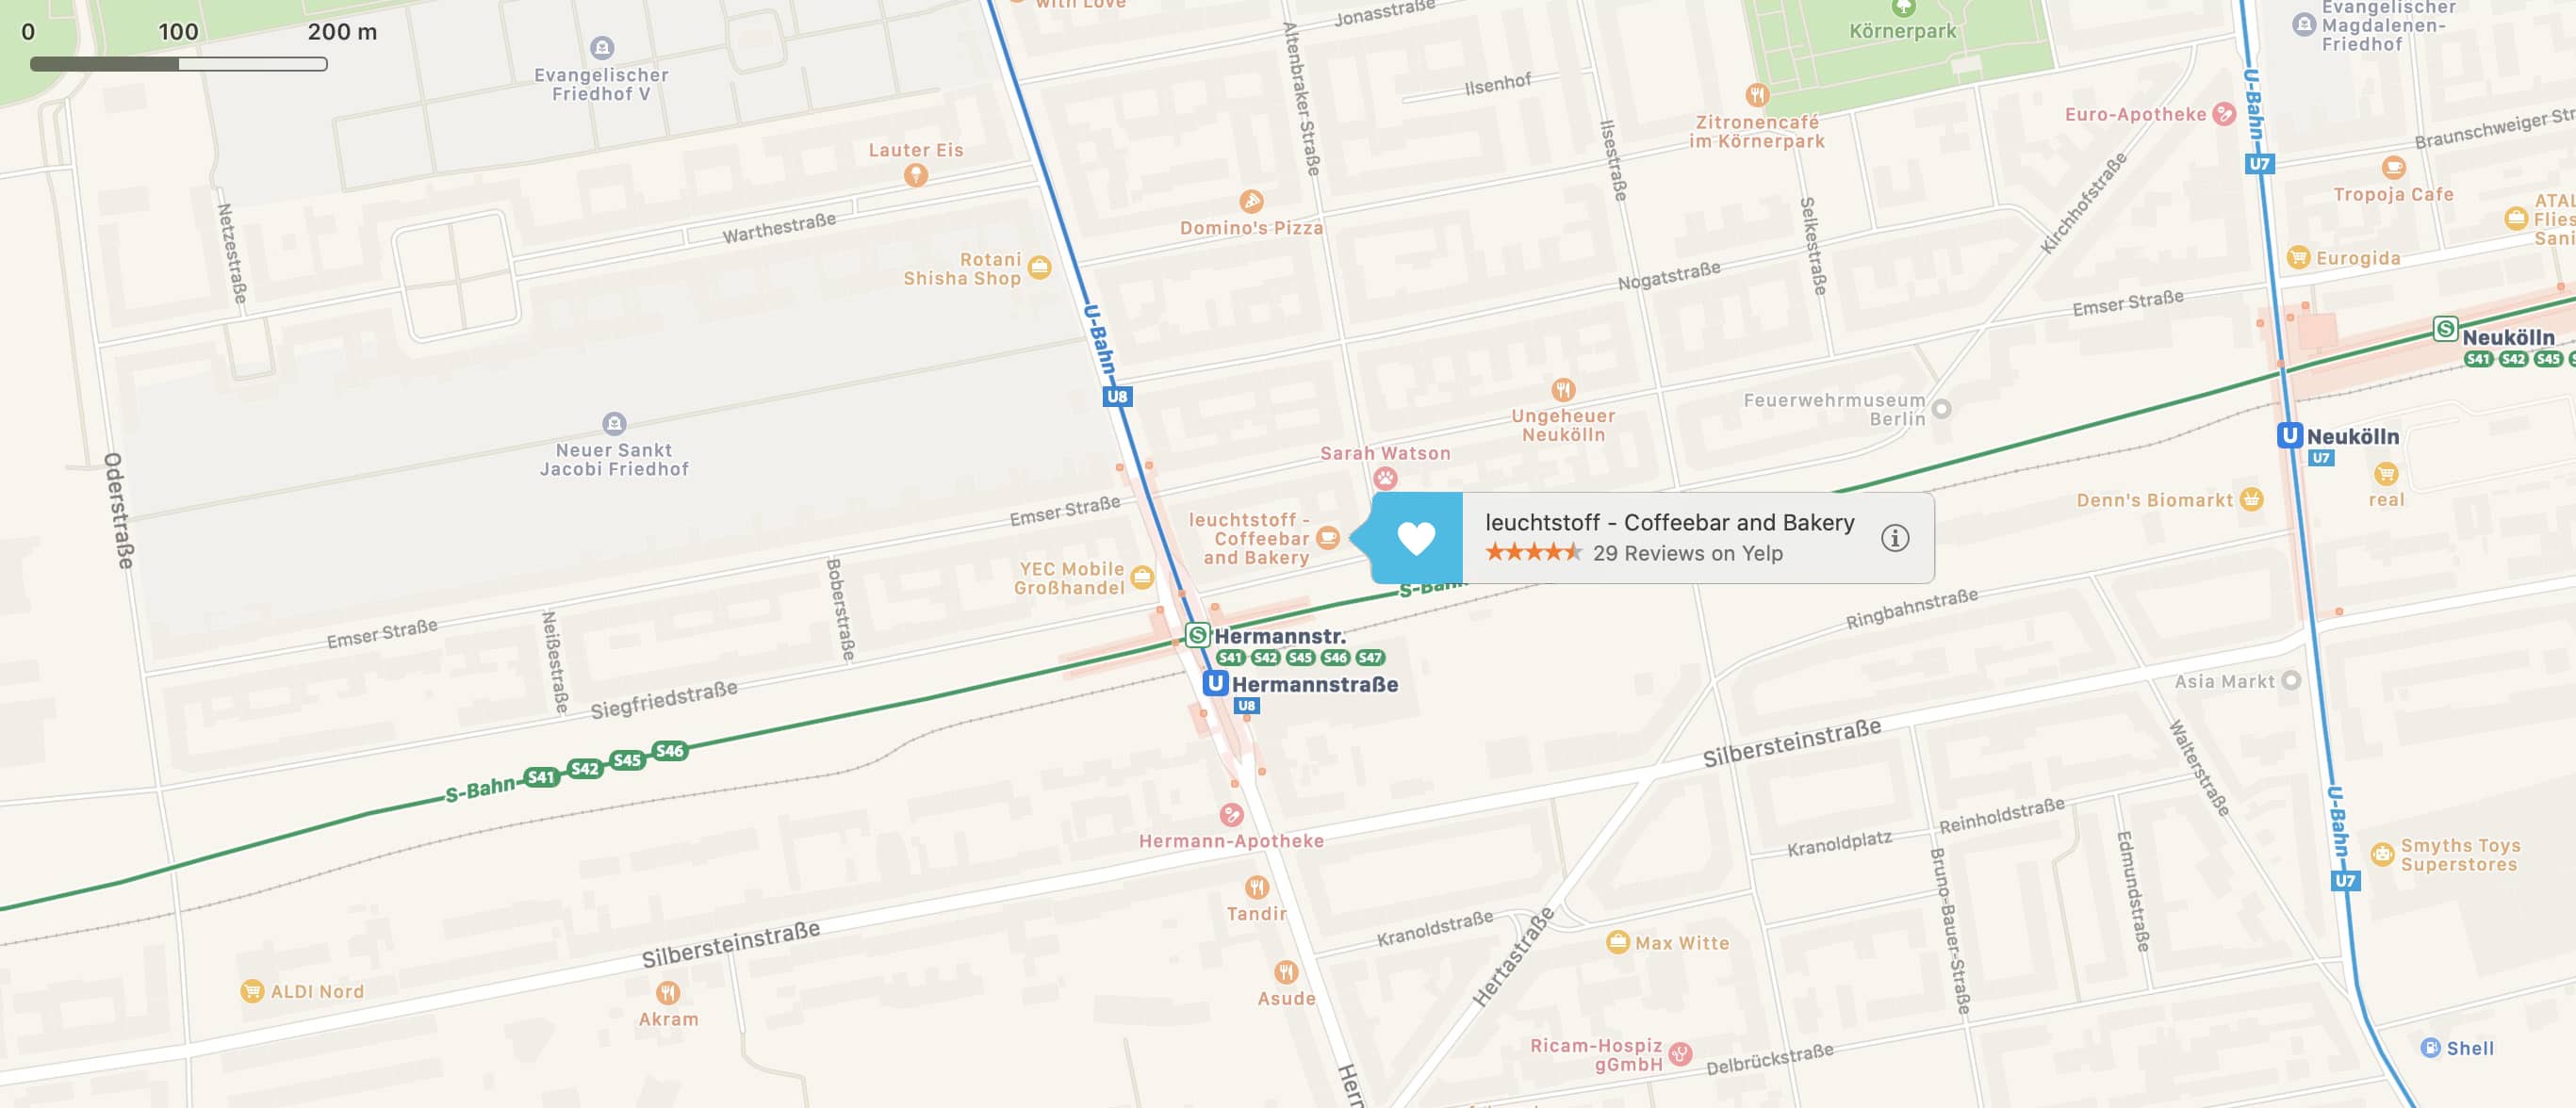 0 100 200 m
with Love
Jonasstraße
Körnerpark
Evangelischer
Magdalenen-
Friedhof
Evangelischer
Friedhof V
Altenbraker Straße
Ilsenhof
Ilsestraße
Zitronencafé
im Körnerpark
Euro-Apotheke
U-Bahn
U7
Braunschweiger Str
Tropoja Cafe
Lauter Eis
Netzestraße
Warthestraße
Domino's Pizza
Selkestraße
Kirchhofstraße
ATAL
Flies
Sani
Rotani
Shisha Shop
Nogatstraße
Eurogida
Emser Straße
U-Bahn
U8
Neukölln
S41 S42 S45 S
Neuer Sankt
Jacobi Friedhof
Ungeheuer
Neukölln
Feuerwehrmuseum
Berlin
Neukölln
U7
Oderstraße
Sarah Watson
Emser Straße
leuchtstoff -
Coffeebar
and Bakery
leuchtstoff - Coffeebar and Bakery
29 Reviews on Yelp
Denn's Biomarkt
real
YEC Mobile
Großhandel
S-Bahn
Boberstraße
Emser Straße
Neißestraße
Hermannstr.
S41 S42 S45 S46 S47
Hermannstraße
U8
Ringbahnstraße
Siegfriedstraße
Asia Markt
S-Bahn S41 S42 S45 S46
Silbersteinstraße
Walterstraße
U-Bahn
U7
Hermann-Apotheke
Kranoldplatz
Reinholdstraße
Edmundstraße
Bruno-Bauer-Straße
Smyths Toys
Superstores
Tandir
Kranoldstraße
Hertastraße
Max Witte
Silbersteinstraße
ALDI Nord
Akram
Asude
Ricam-Hospiz
gGmbH
Delbrückstraße
Shell
Herr